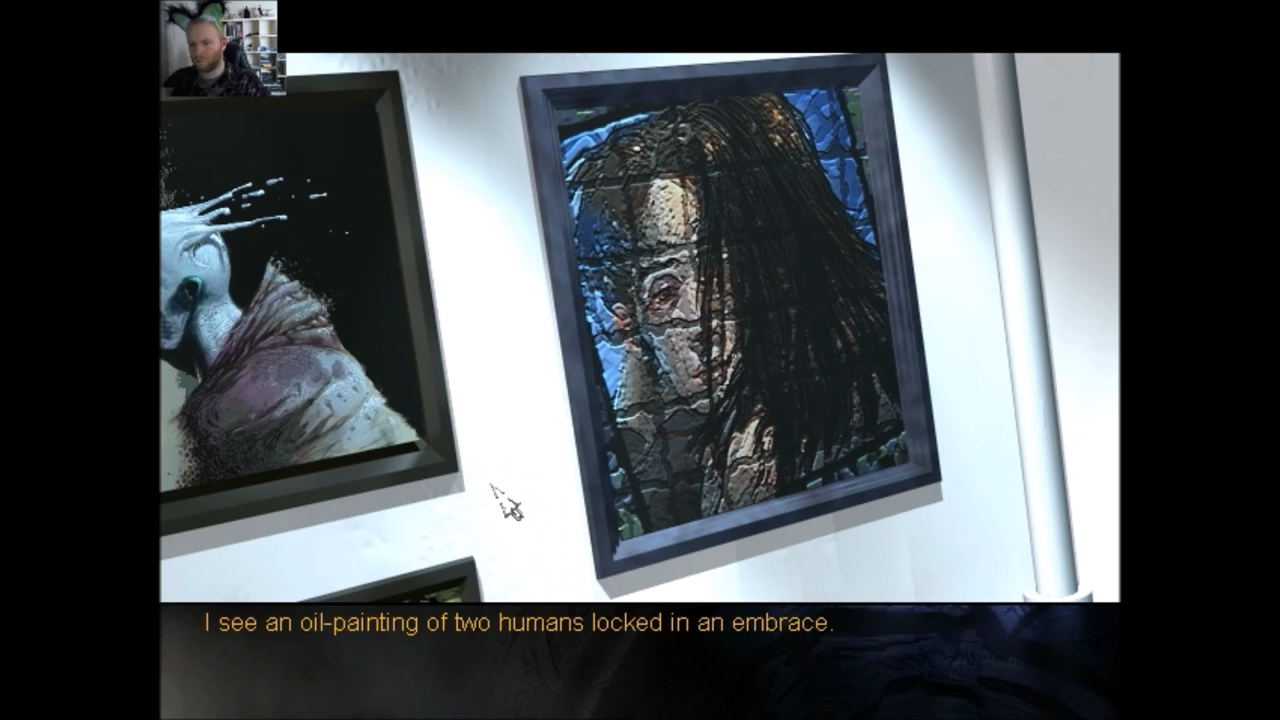 I see an oil-painting of two humans locked in an embrace.